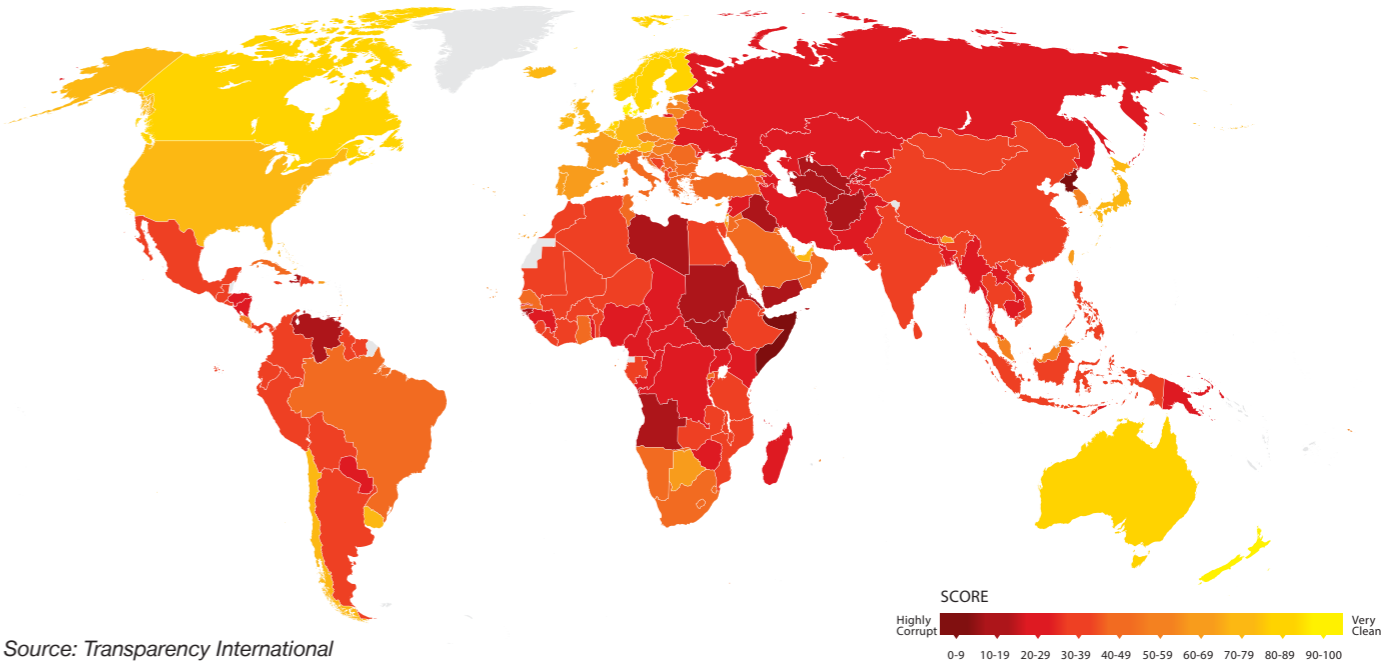 SCORE
Highly
Corrupt
Very
Clean
0-9 10-19 20-29 30-39 40-49 50-59 60-69 70-79 80-89 90-100
Source: Transparency International